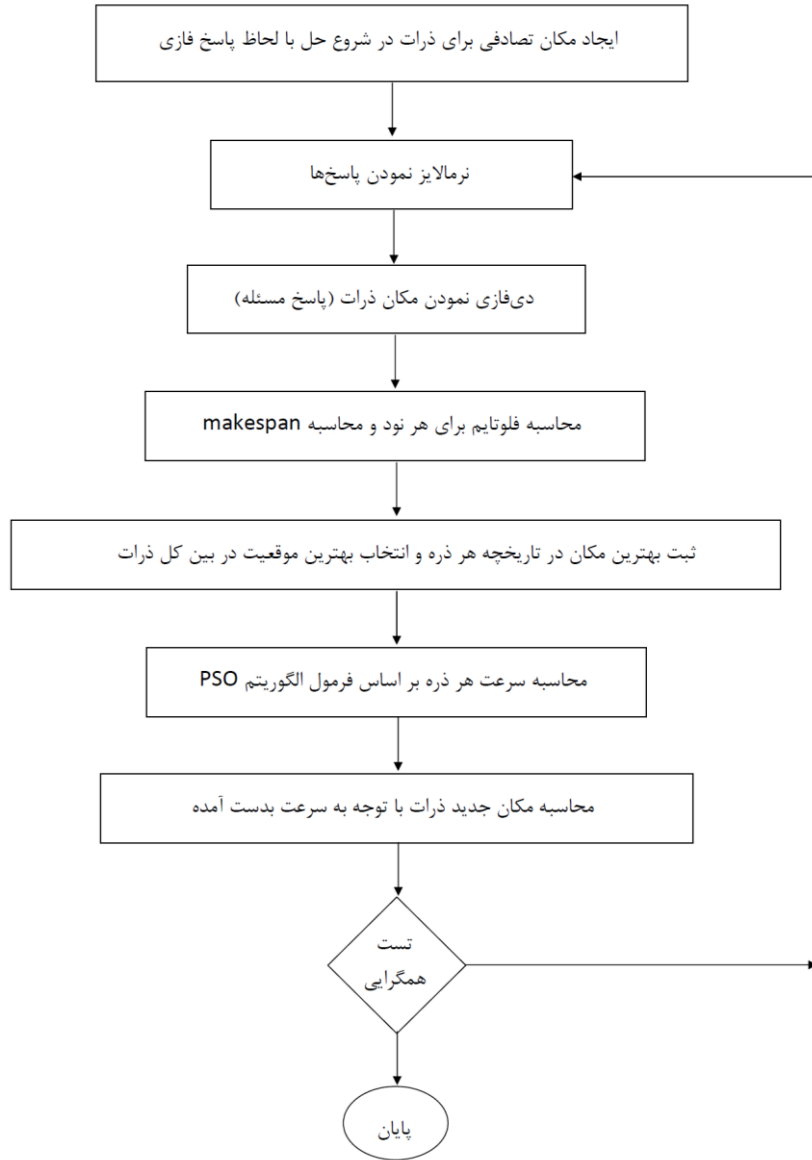 ایجاد مکان تصادفی برای ذرات در شروع حل با لحاظ پاسخ فازی
نرمالایز نمودن پاسخ‌ها
دی‌فازی نمودن مکان ذرات (پاسخ مسئله)
محاسبه فلوتایم برای هر نود و محاسبه makespan
ثبت بهترین مکان در تاریخچه هر ذره و انتخاب بهترین موقعیت در بین کل ذرات
محاسبه سرعت هر ذره بر اساس فرمول الگوریتم PSO
محاسبه مکان جدید ذرات با توجه به سرعت بدست آمده
تست
همگرایی
پایان